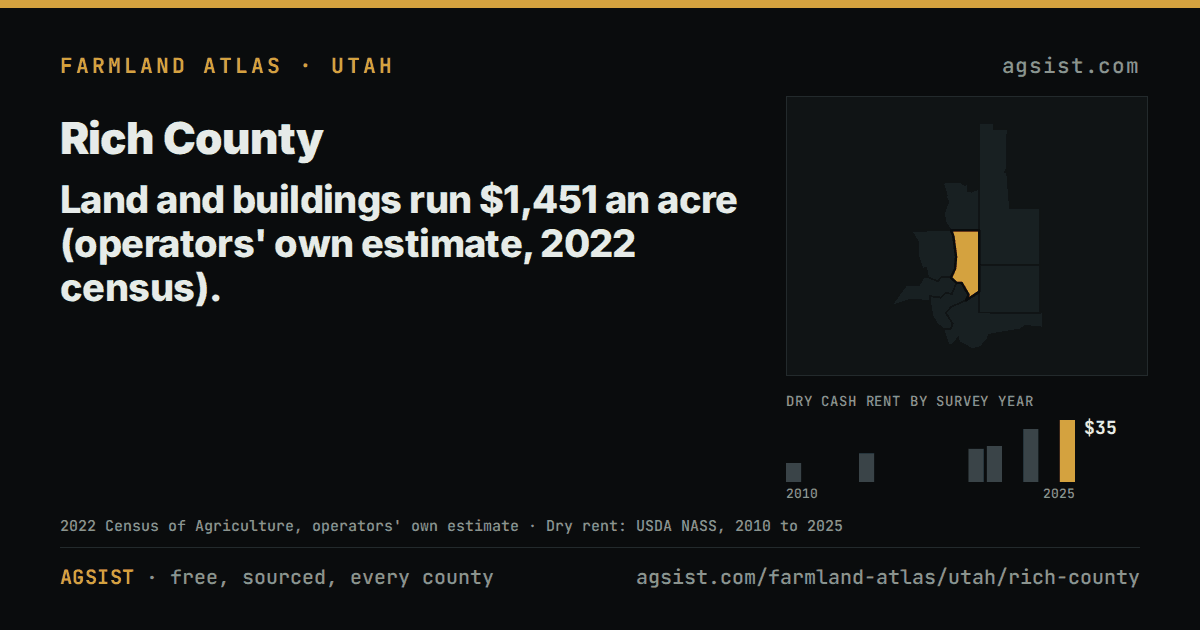 FARMLAND ATLAS · UTAH
agsist.com
Rich County
Land and buildings run $1,451 an acre
(operators' own estimate, 2022
census).
DRY CASH RENT BY SURVEY YEAR
$35
2010
2025
2022 Census of Agriculture, operators' own estimate · Dry rent: USDA NASS, 2010 to 2025
AGSIST · free, sourced, every county
agsist.com/farmland-atlas/utah/rich-county